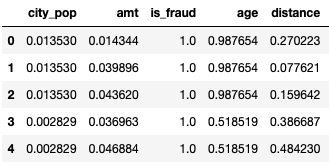 city_pop amt is_fraud age distance
0 0.013530 0.014344 1.0 0.987654 0.270223
1 0.013530 0.039896 1.0 0.987654 0.077621
2 0.013530 0.043620 1.0 0.987654 0.159642
3 0.002829 0.036963 1.0 0.518519 0.386687
4 0.002829 0.046884 1.0 0.518519 0.484230